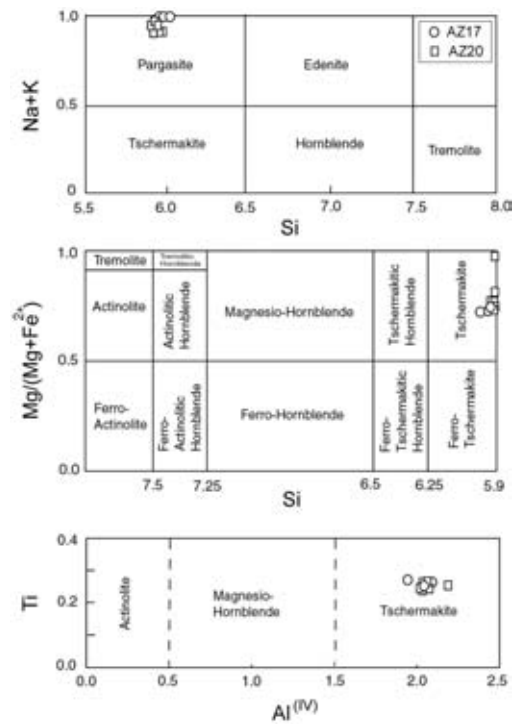 1.0
AZ17
AZ20
Pargasite
Edenite
Na+K
0.5
Tschermakite
Hornblende
Tremolite
0
5.5
6.0
6.5
7.0
7.5
8.0
Si
1.0
Tremolite
Tremolitic
Hornblende
Actinolite
Actinolitic
Hornblende
Magnesio-Hornblende
Tschermakitic
Hornblende
Tschermakite
Mg/(Mg+Fe2+
0.5
Ferro-
Actinolite
Ferro-
Actinolitic
Hornblende
Ferro-Hornblende
Ferro-
Tschermakitic
Hornblende
Ferro-
Tschermakite
0.0
7.5
7.25
6.5
6.25
5.9
Si
0.4
Ti
0.2
Actinolite
Magnesio-
Hornblende
Tschermakite
0.0
0.0
0.5
1.0
1.5
2.0
2.5
Al(IV)